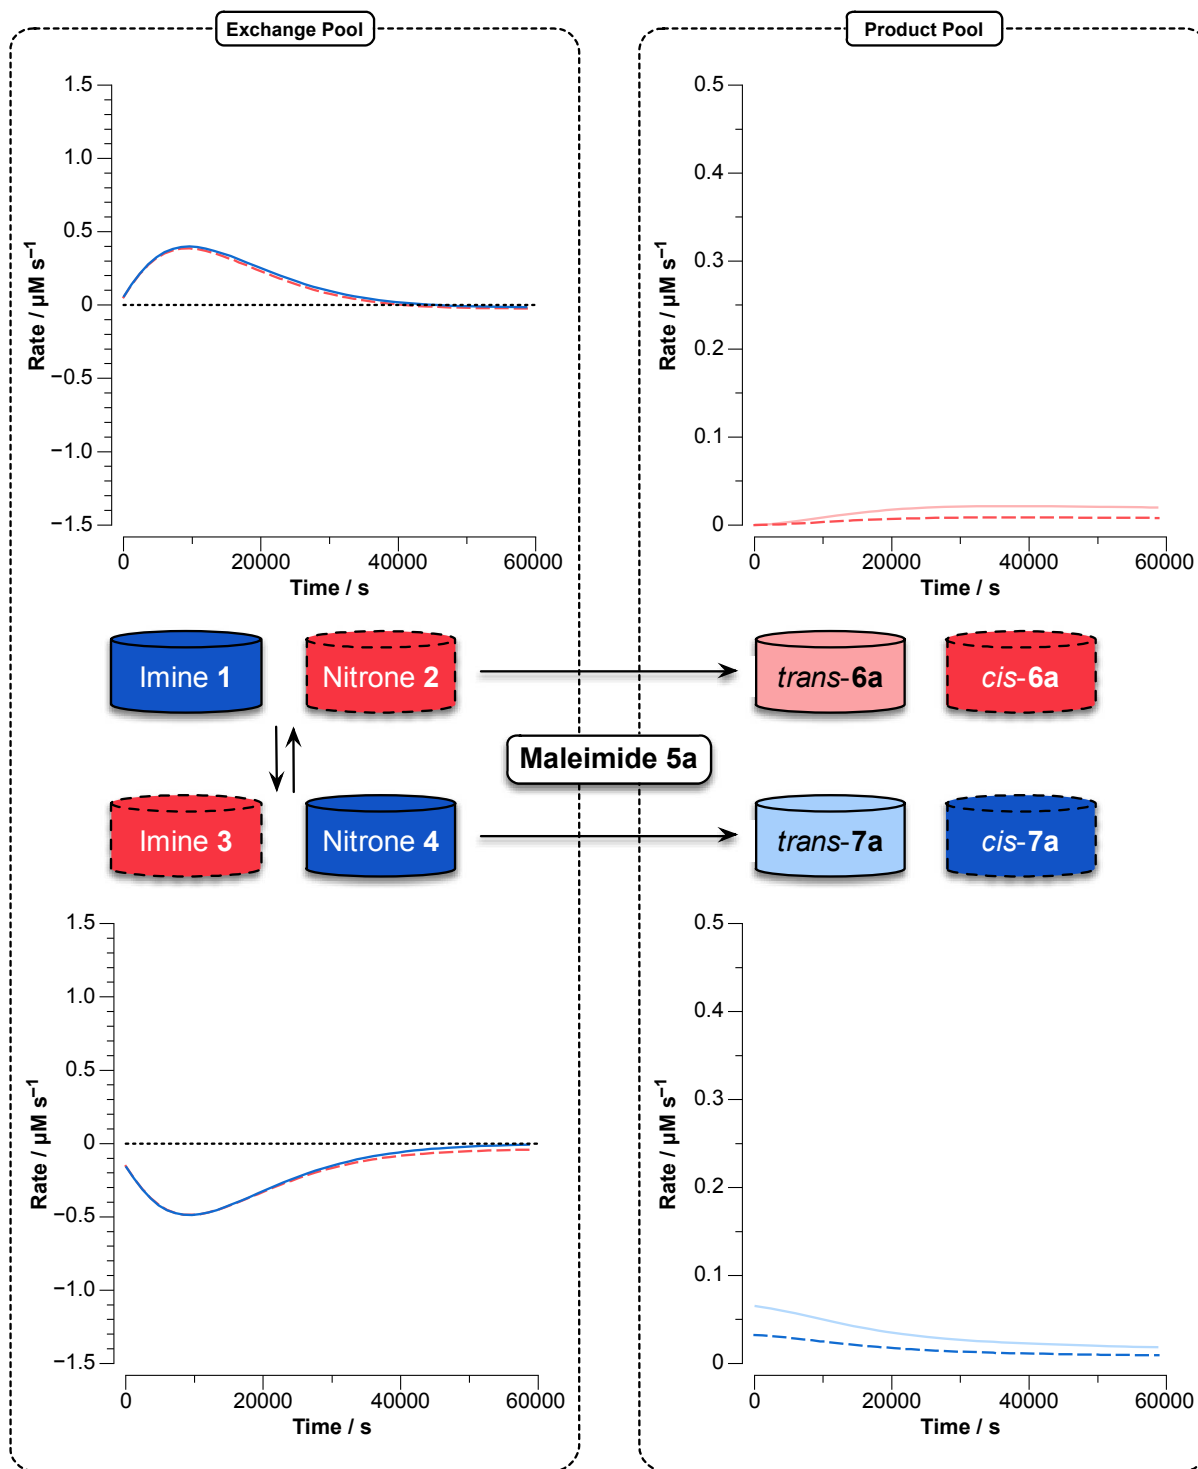 Exchange Pool
Product Pool
Rate / µM s⁻¹
1.5
1.0
0.5
0
−0.5
−1.0
−1.5
0
20000
40000
60000
Time / s
Rate / µM s⁻¹
0.5
0.4
0.3
0.2
0.1
0
0
20000
40000
60000
Time / s
Imine 1
Nitrone 2
trans-6a
cis-6a
Maleimide 5a
Imine 3
Nitrone 4
trans-7a
cis-7a
Rate / µM s⁻¹
1.5
1.0
0.5
0
−0.5
−1.0
−1.5
0
20000
40000
60000
Time / s
Rate / µM s⁻¹
0.5
0.4
0.3
0.2
0.1
0
0
20000
40000
60000
Time / s